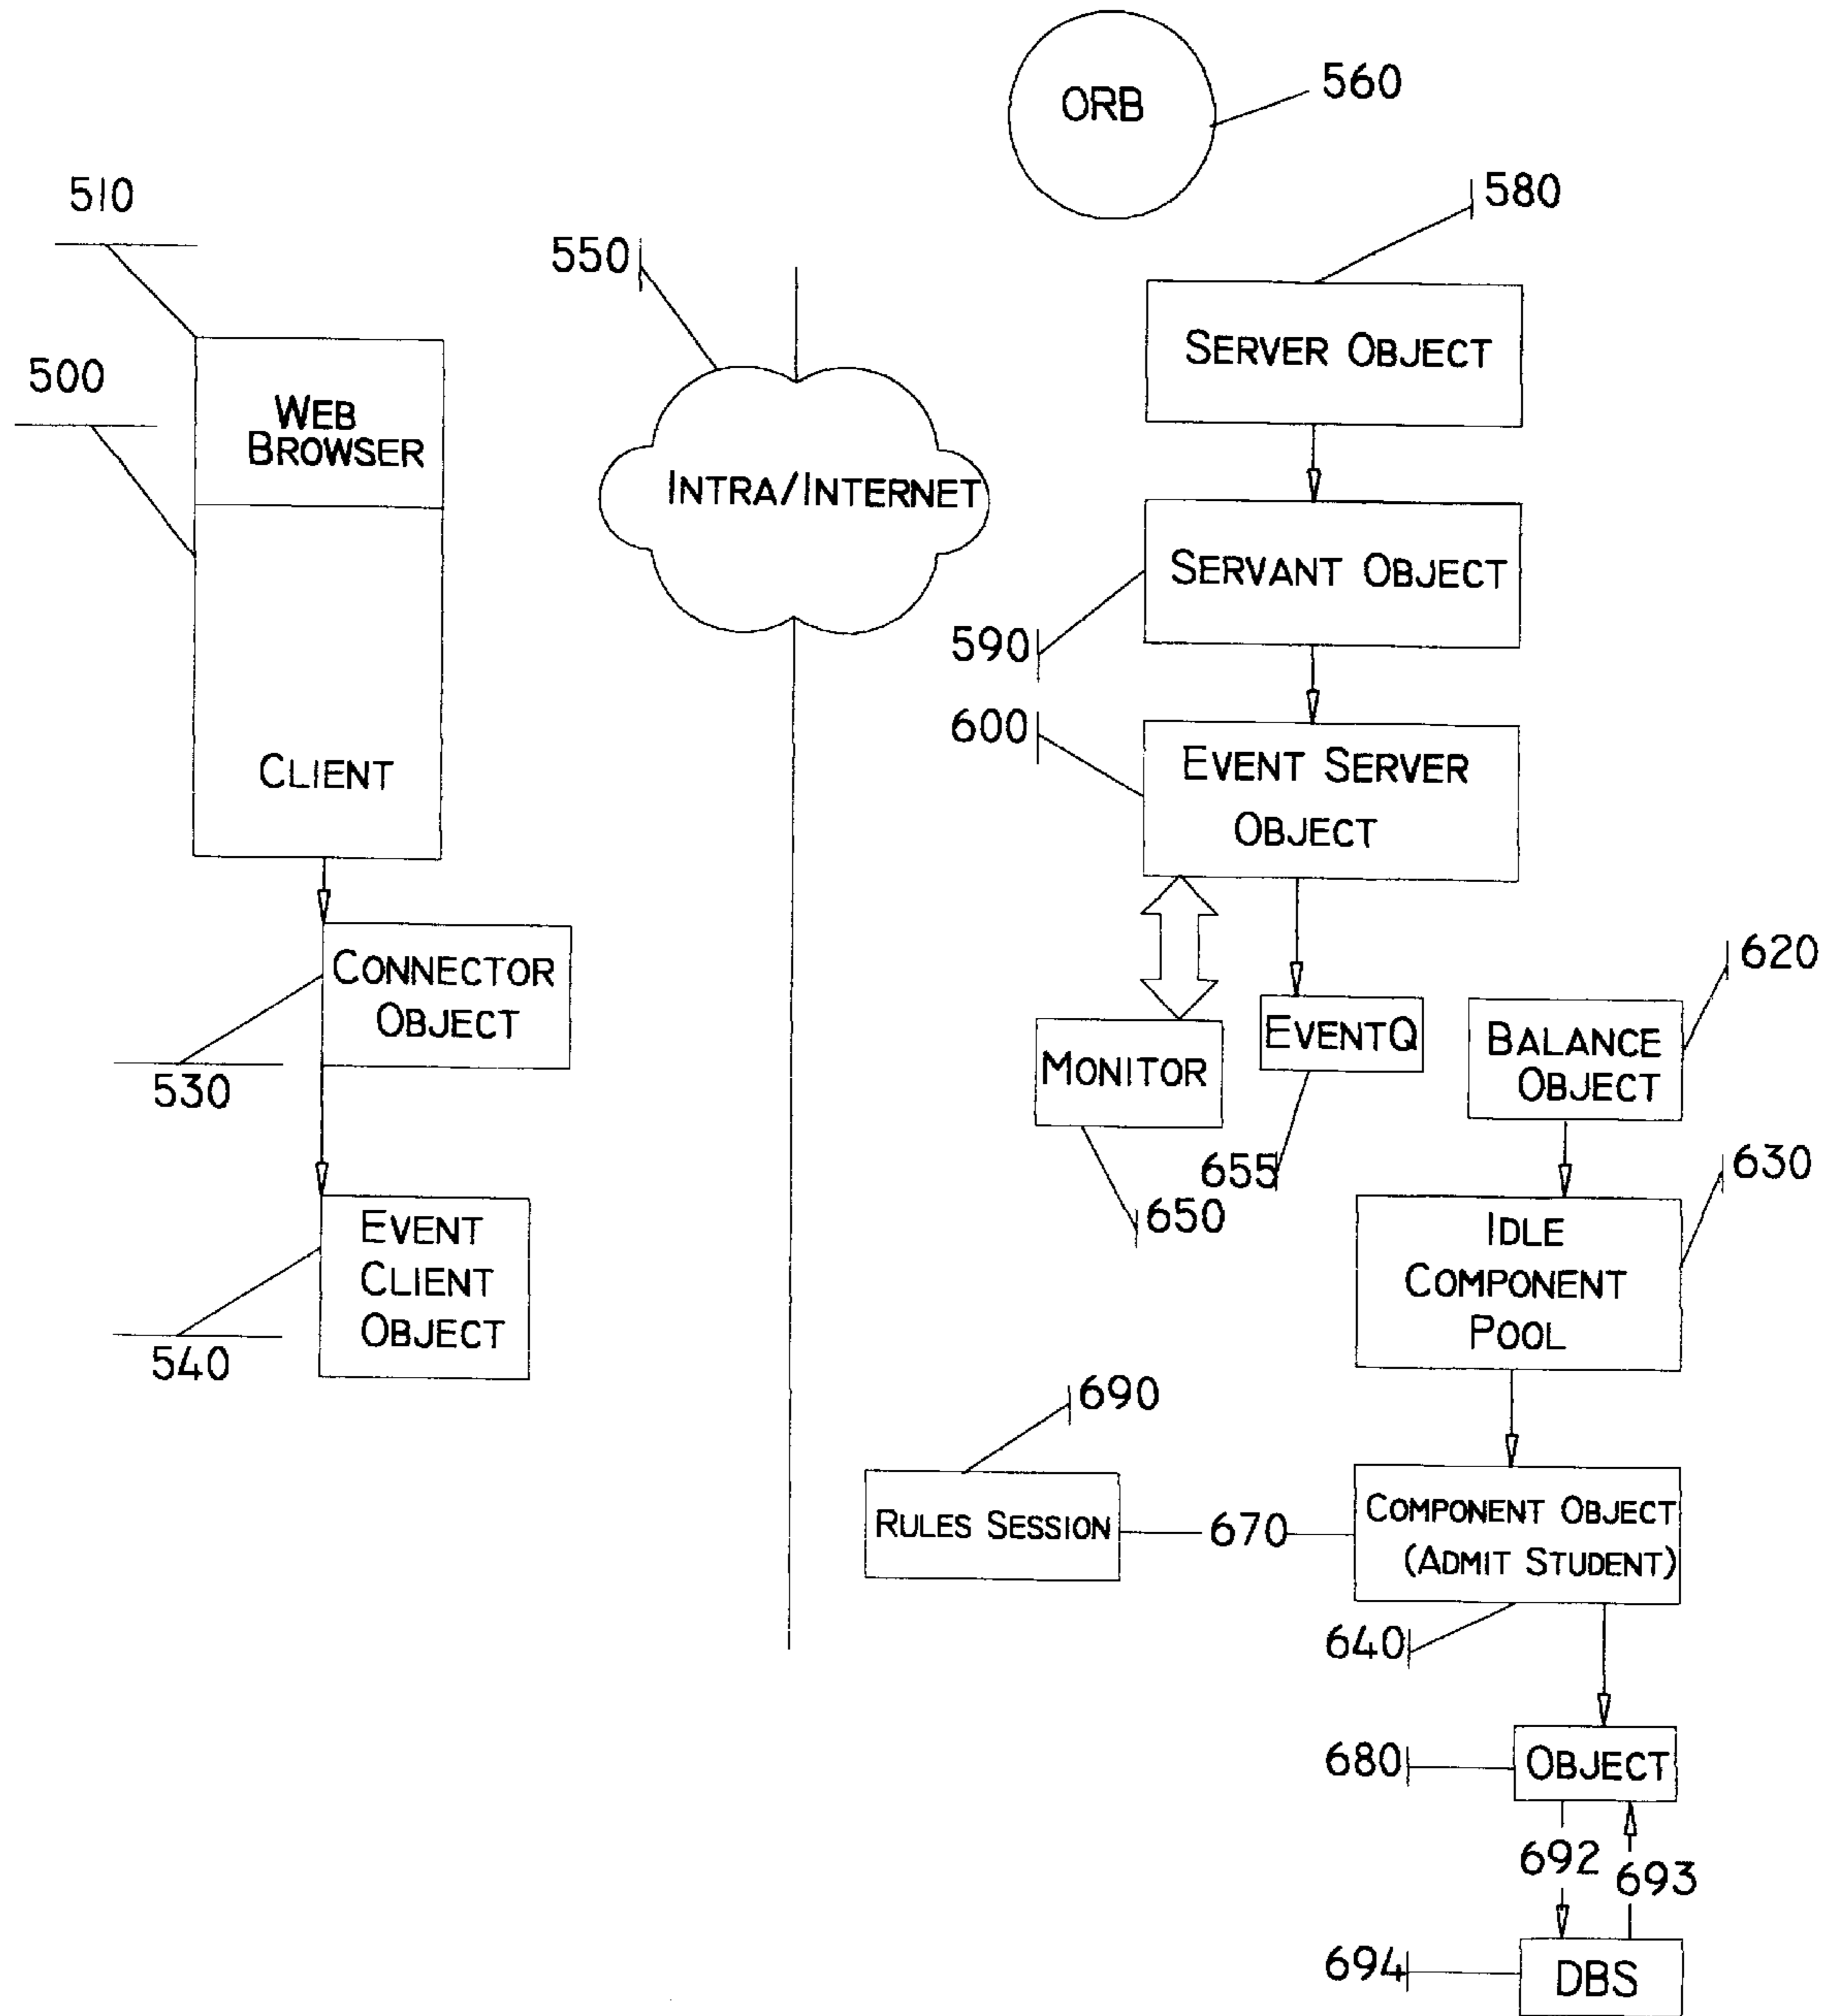 ORB
560
510
580
550
500
SERVER OBJECT
WEB
BROWSER
INTRA/INTERNET
SERVANT OBJECT
590
600
CLIENT
EVENT SERVER
OBJECT
CONNECTOR
OBJECT
530
620
EVENTQ
BALANCE
OBJECT
MONITOR
655
650
630
EVENT
CLIENT
OBJECT
540
IDLE
COMPONENT
POOL
690
RULES SESSION
670
COMPONENT OBJECT
(ADMIT STUDENT)
640
680
OBJECT
692
693
694
DBS